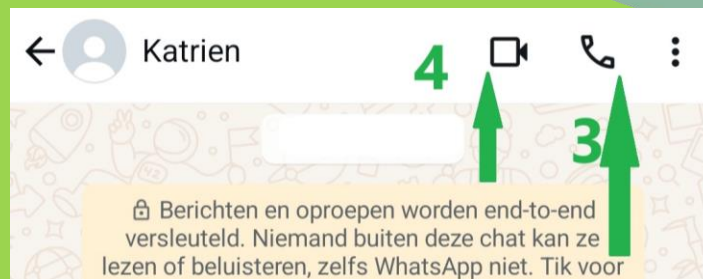 Katrien
4
3
Berichten en oproepen worden end-to-end
versleuteld. Niemand buiten deze chat kan ze
lezen of beluisteren, zelfs WhatsApp niet. Tik voor